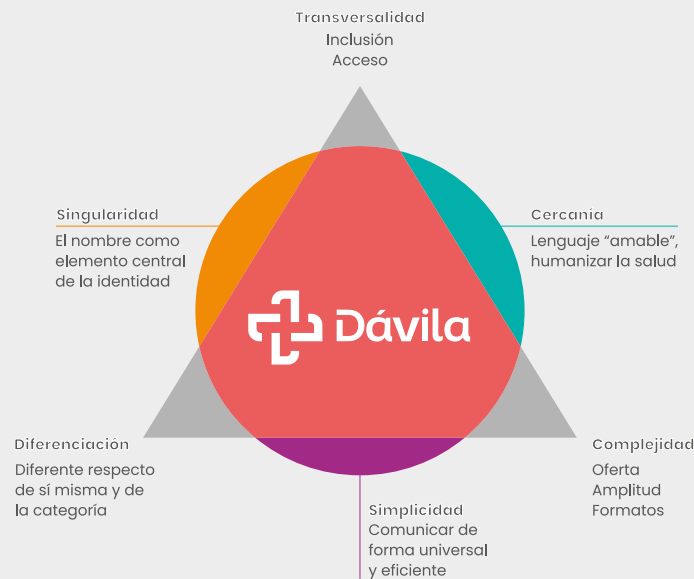 Transversalidad
Inclusión
Acceso
Singularidad
El nombre como
elemento central
de la identidad
Cercanía
Lenguaje “amable”,
humanizar la salud
Dávila
Diferenciación
Diferente respecto
de sí misma y de
la categoría
Complejidad
Oferta
Amplitud
Formatos
Simplicidad
Comunicar de
forma universal
y eficiente